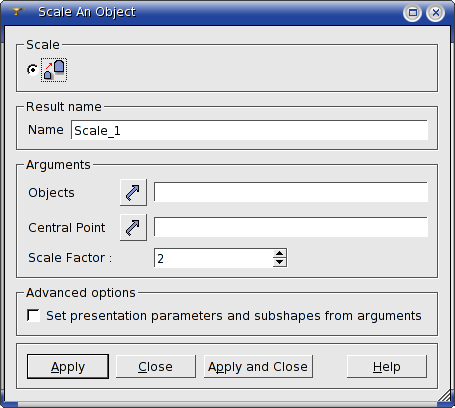 Scale An Object
Scale
Result name
Name Scale_1
Arguments
Objects
Central Point
Scale Factor : 2
Advanced options
Set presentation parameters and subshapes from arguments
Apply Close Apply and Close Help